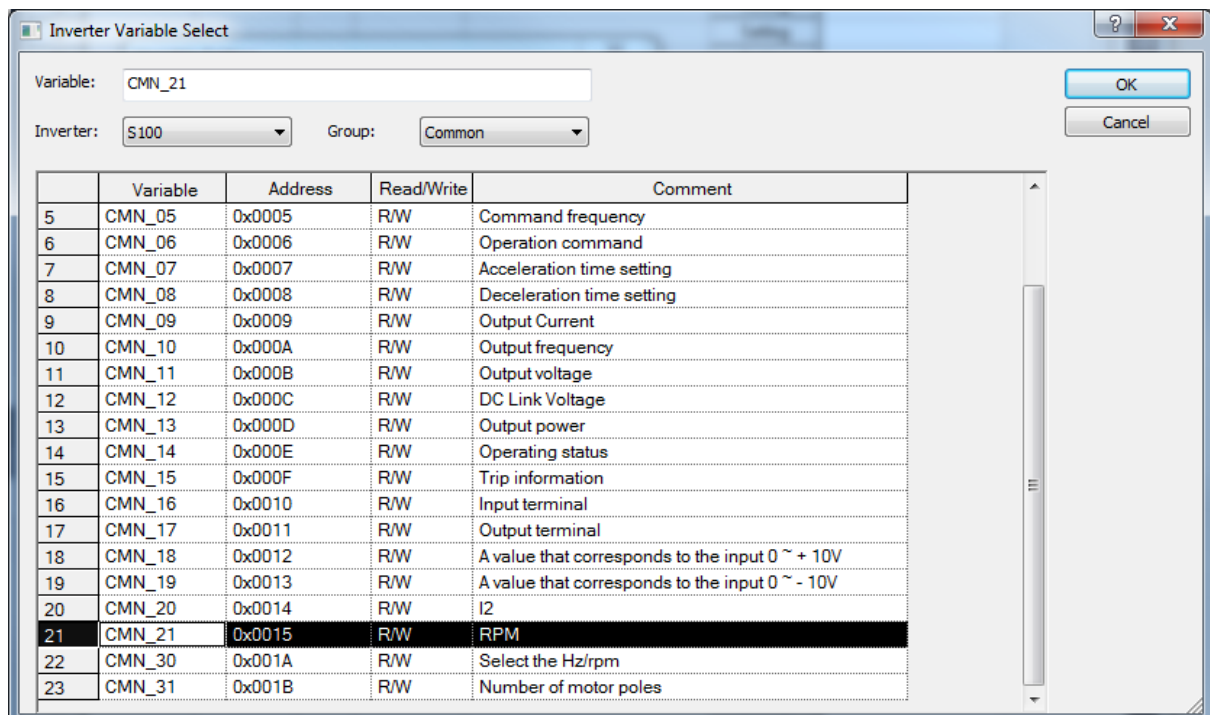 Inverter Variable Select
Variable: CMN_21
OK
Inverter: S100 Group: Common
Cancel
Variable Address Read/Write Comment
5 CMN_05 0x0005 R/W Command frequency
6 CMN_06 0x0006 R/W Operation command
7 CMN_07 0x0007 R/W Acceleration time setting
8 CMN_08 0x0008 R/W Deceleration time setting
9 CMN_09 0x0009 R/W Output Current
10 CMN_10 0x000A R/W Output frequency
11 CMN_11 0x000B R/W Output voltage
12 CMN_12 0x000C R/W DC Link Voltage
13 CMN_13 0x000D R/W Output power
14 CMN_14 0x000E R/W Operating status
15 CMN_15 0x000F R/W Trip information
16 CMN_16 0x0010 R/W Input terminal
17 CMN_17 0x0011 R/W Output terminal
18 CMN_18 0x0012 R/W A value that corresponds to the input 0 ~ + 10V
19 CMN_19 0x0013 R/W A value that corresponds to the input 0 ~ - 10V
20 CMN_20 0x0014 R/W I2
21 CMN_21 0x0015 R/W RPM
22 CMN_30 0x001A R/W Select the Hz/rpm
23 CMN_31 0x001B R/W Number of motor poles